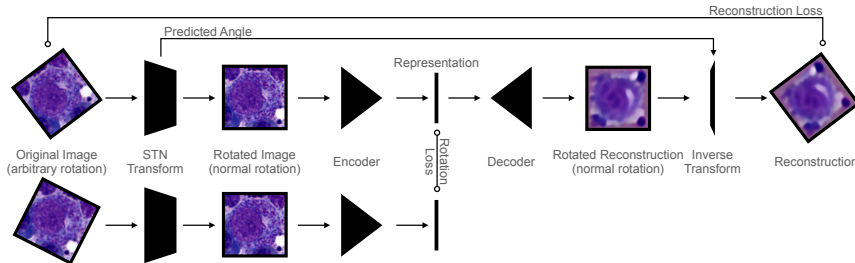 Reconstruction Loss
Predicted Angle
Representation
Original Image
(arbitrary rotation)
STN
Transform
Rotated Image
(normal rotation)
Encoder
Rotation
Loss
Decoder
Rotated Reconstruction
(normal rotation)
Inverse
Transform
Reconstruction